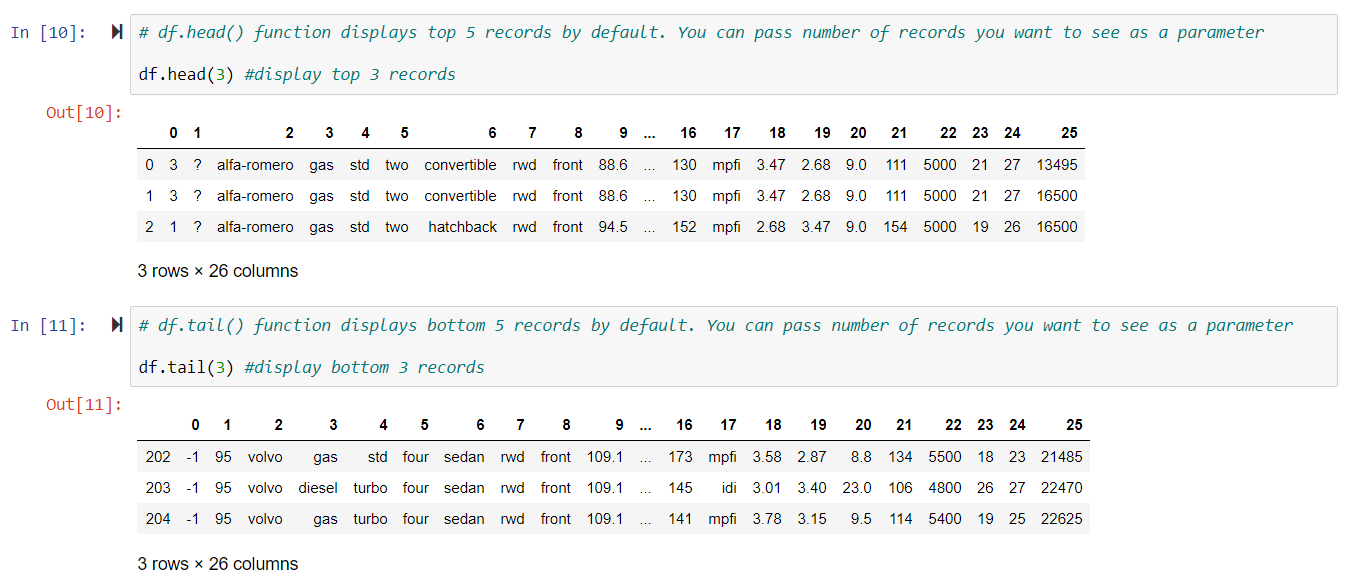 In [10]: # df.head() function displays top 5 records by default. You can pass number of records you want to see as a parameter
df.head(3) #display top 3 records
Out[10]:
0 1 2 3 4 5 6 7 8 9 ... 16 17 18 19 20 21 22 23 24 25
0 3 ? alfa-romero gas std two convertible rwd front 88.6 ... 130 mpfi 3.47 2.68 9.0 111 5000 21 27 13495
1 3 ? alfa-romero gas std two convertible rwd front 88.6 ... 130 mpfi 3.47 2.68 9.0 111 5000 21 27 16500
2 1 ? alfa-romero gas std two hatchback rwd front 94.5 ... 152 mpfi 2.68 3.47 9.0 154 5000 19 26 16500
3 rows × 26 columns
In [11]: # df.tail() function displays bottom 5 records by default. You can pass number of records you want to see as a parameter
df.tail(3) #display bottom 3 records
Out[11]:
0 1 2 3 4 5 6 7 8 9 ... 16 17 18 19 20 21 22 23 24 25
202 -1 95 volvo gas std four sedan rwd front 109.1 ... 173 mpfi 3.58 2.87 8.8 134 5500 18 23 21485
203 -1 95 volvo diesel turbo four sedan rwd front 109.1 ... 145 idi 3.01 3.40 23.0 106 4800 26 27 22470
204 -1 95 volvo gas turbo four sedan rwd front 109.1 ... 141 mpfi 3.78 3.15 9.5 114 5400 19 25 22625
3 rows × 26 columns